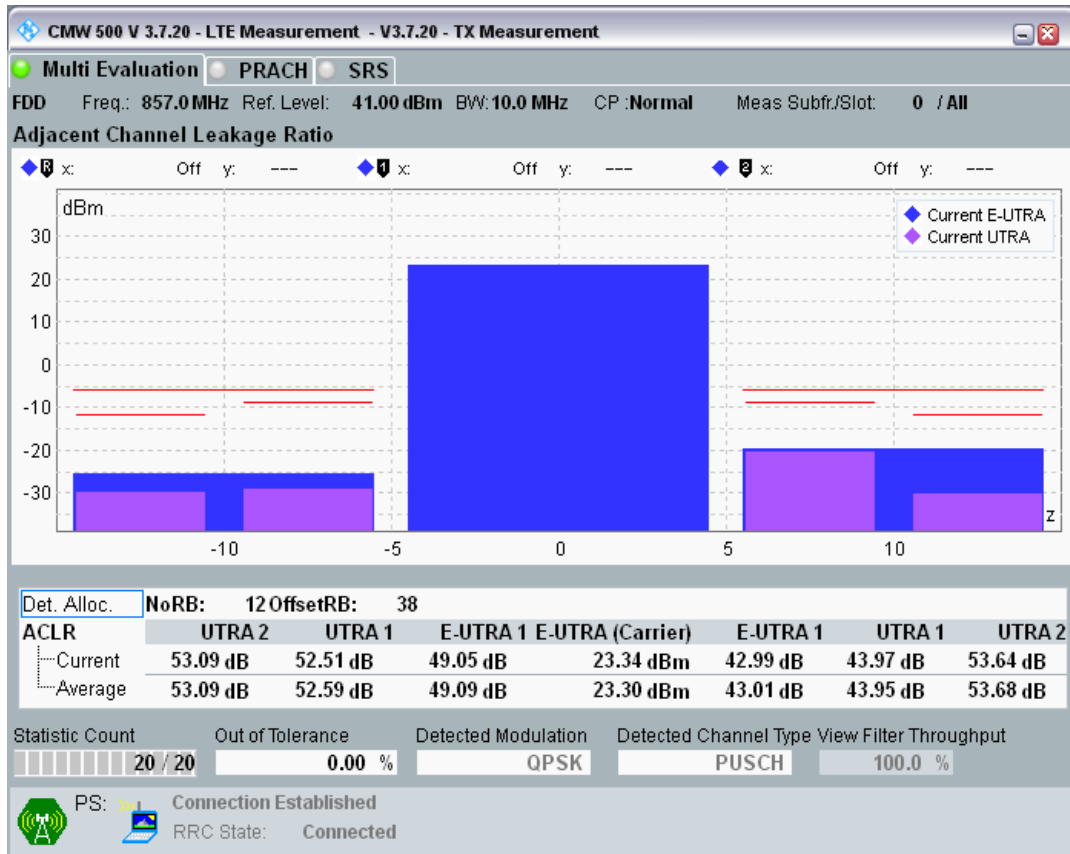 CMW 500 V 3.7.20 - LTE Measurement - V3.7.20 - TX Measurement
Multi Evaluation PRACH SRS
FDD Freq.: 857.0 MHz Ref. Level: 41.00 dBm BW: 10.0 MHz CP :Normal Meas Subfr./Slot: 0 / All
Adjacent Channel Leakage Ratio
R x: Off y: --- 1 x: Off y: --- 2 x: Off y: ---
dBm
Current E-UTRA
Current UTRA
30
20
10
0
-10
-20
-30
z
-10 -5 0 5 10
Det. Alloc. NoRB: 12 OffsetRB: 38
ACLR UTRA 2 UTRA 1 E-UTRA 1 E-UTRA (Carrier) E-UTRA 1 UTRA 1 UTRA 2
Current 53.09 dB 52.51 dB 49.05 dB 23.34 dBm 42.99 dB 43.97 dB 53.64 dB
Average 53.09 dB 52.59 dB 49.09 dB 23.30 dBm 43.01 dB 43.95 dB 53.68 dB
Statistic Count Out of Tolerance Detected Modulation Detected Channel Type View Filter Throughput
20 / 20 0.00 % QPSK PUSCH 100.0 %
PS: Connection Established
RRC State: Connected